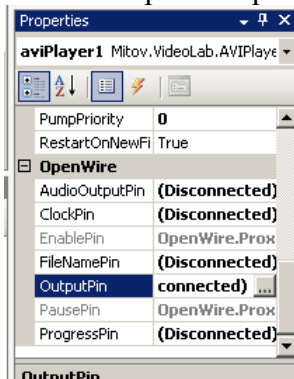 Properties
aviPlayer1 Mitov.VideoLab.AVIPlaye
PumpPriority 0
RestartOnNewFi True
OpenWire
AudioOutputPin (Disconnected)
ClockPin (Disconnected)
EnablePin OpenWire.Prox
FileNamePin (Disconnected)
OutputPin connected) ...
PausePin OpenWire.Prox
ProgressPin (Disconnected)
OutputPin